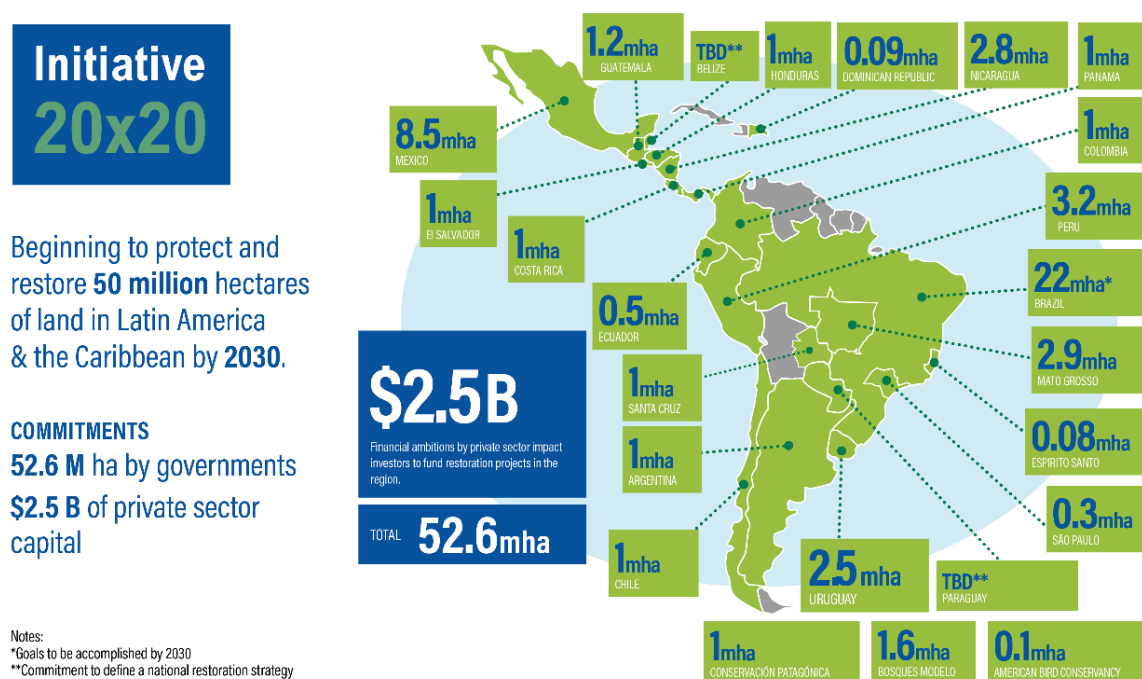 Initiative
20x20
Beginning to protect and
restore 50 million hectares
of land in Latin America
& the Caribbean by 2030.
COMMITMENTS
52.6 M ha by governments
$2.5 B of private sector
capital
Notes:
*Goals to be accomplished by 2030
**Commitment to define a national restoration strategy
1.2mha
GUATEMALA
TBD**
BELIZE
1mha
HONDURAS
0.09mha
DOMINICAN REPUBLIC
2.8mha
NICARAGUA
1mha
PANAMA
8.5mha
MEXICO
1mha
COLOMBIA
1mha
EL SALVADOR
1mha
COSTA RICA
3.2mha
PERU
0.5mha
ECUADOR
22mha*
BRAZIL
$2.5B
Financial ambitions by private sector impact
investors to fund restoration projects in the
region.
TOTAL 52.6mha
1mha
SANTA CRUZ
2.9mha
MATO GROSSO
1mha
ARGENTINA
0.08mha
ESPIRITO SANTO
0.3mha
SÃO PAULO
1mha
CHILE
2.5mha
URUGUAY
TBD**
PARAGUAY
1mha
CONSERVACIÓN PATAGÓNICA
1.6mha
BOSQUES MODELO
0.1mha
AMERICAN BIRD CONSERVANCY